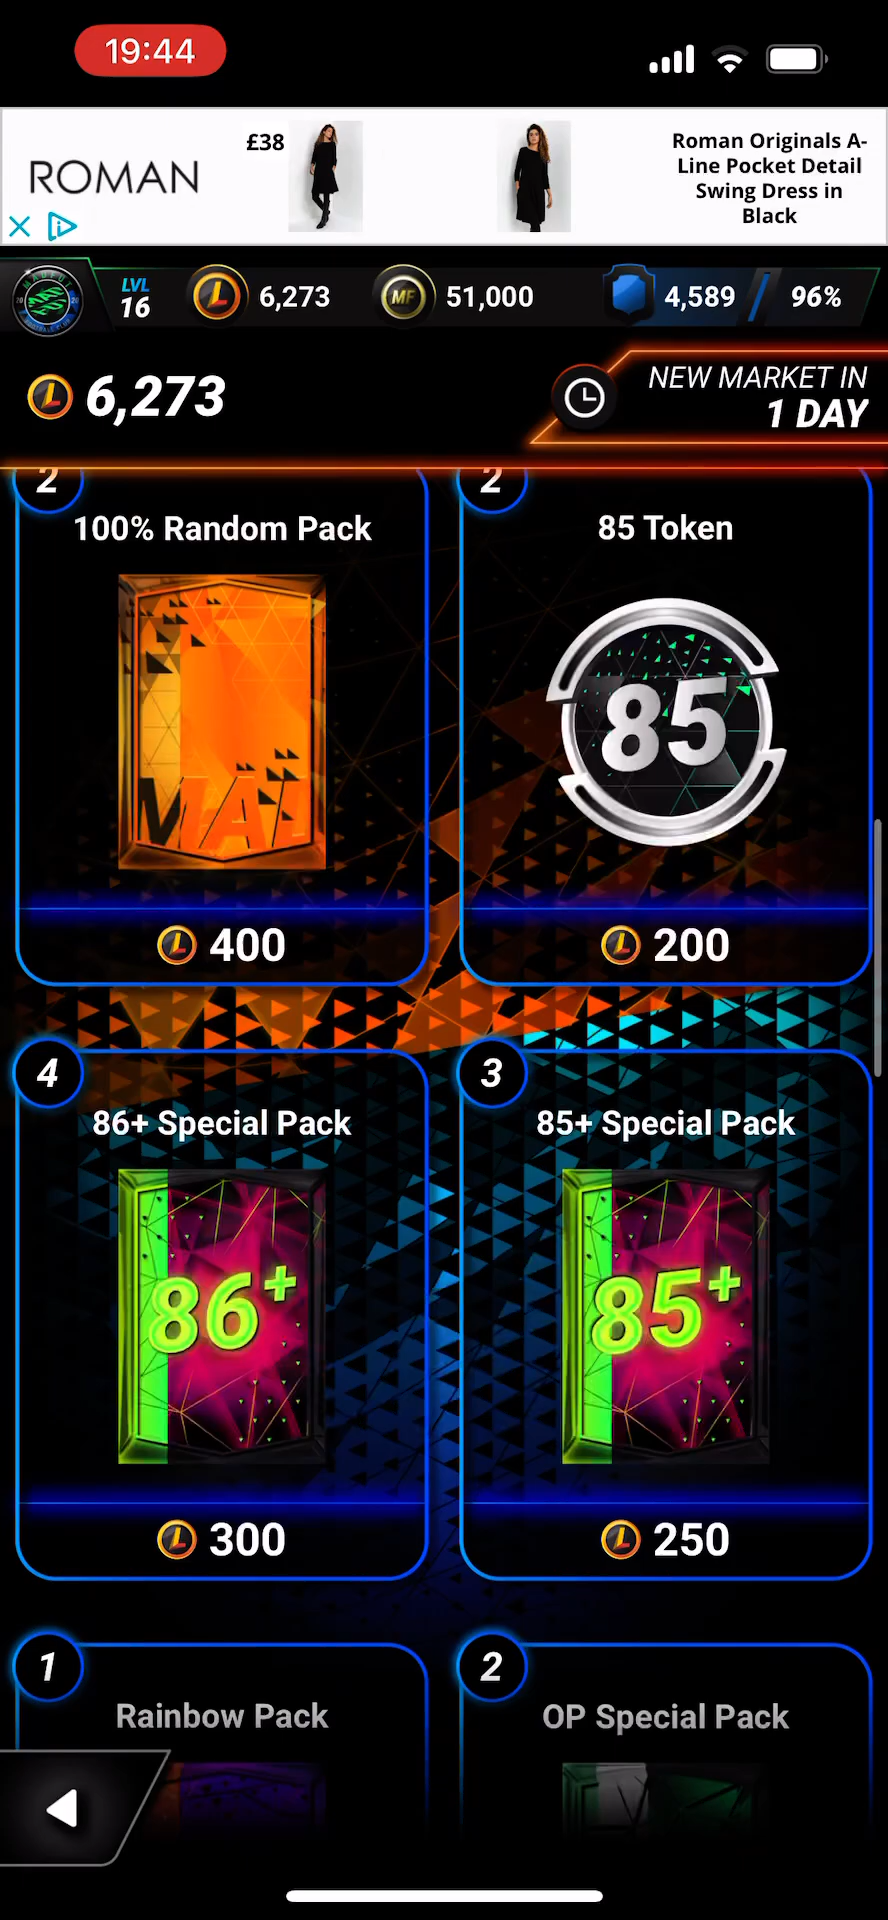 19:44
ROMAN
£38
Roman Originals A-
Line Pocket Detail
Swing Dress in
Black
LVL
16
6,273
MF
51,000
4,589
96%
6,273
NEW MARKET IN
1 DAY
2
100% Random Pack
MAD
400
2
85 Token
85
200
4
86+ Special Pack
86+
300
3
85+ Special Pack
85+
250
1
Rainbow Pack
2
OP Special Pack